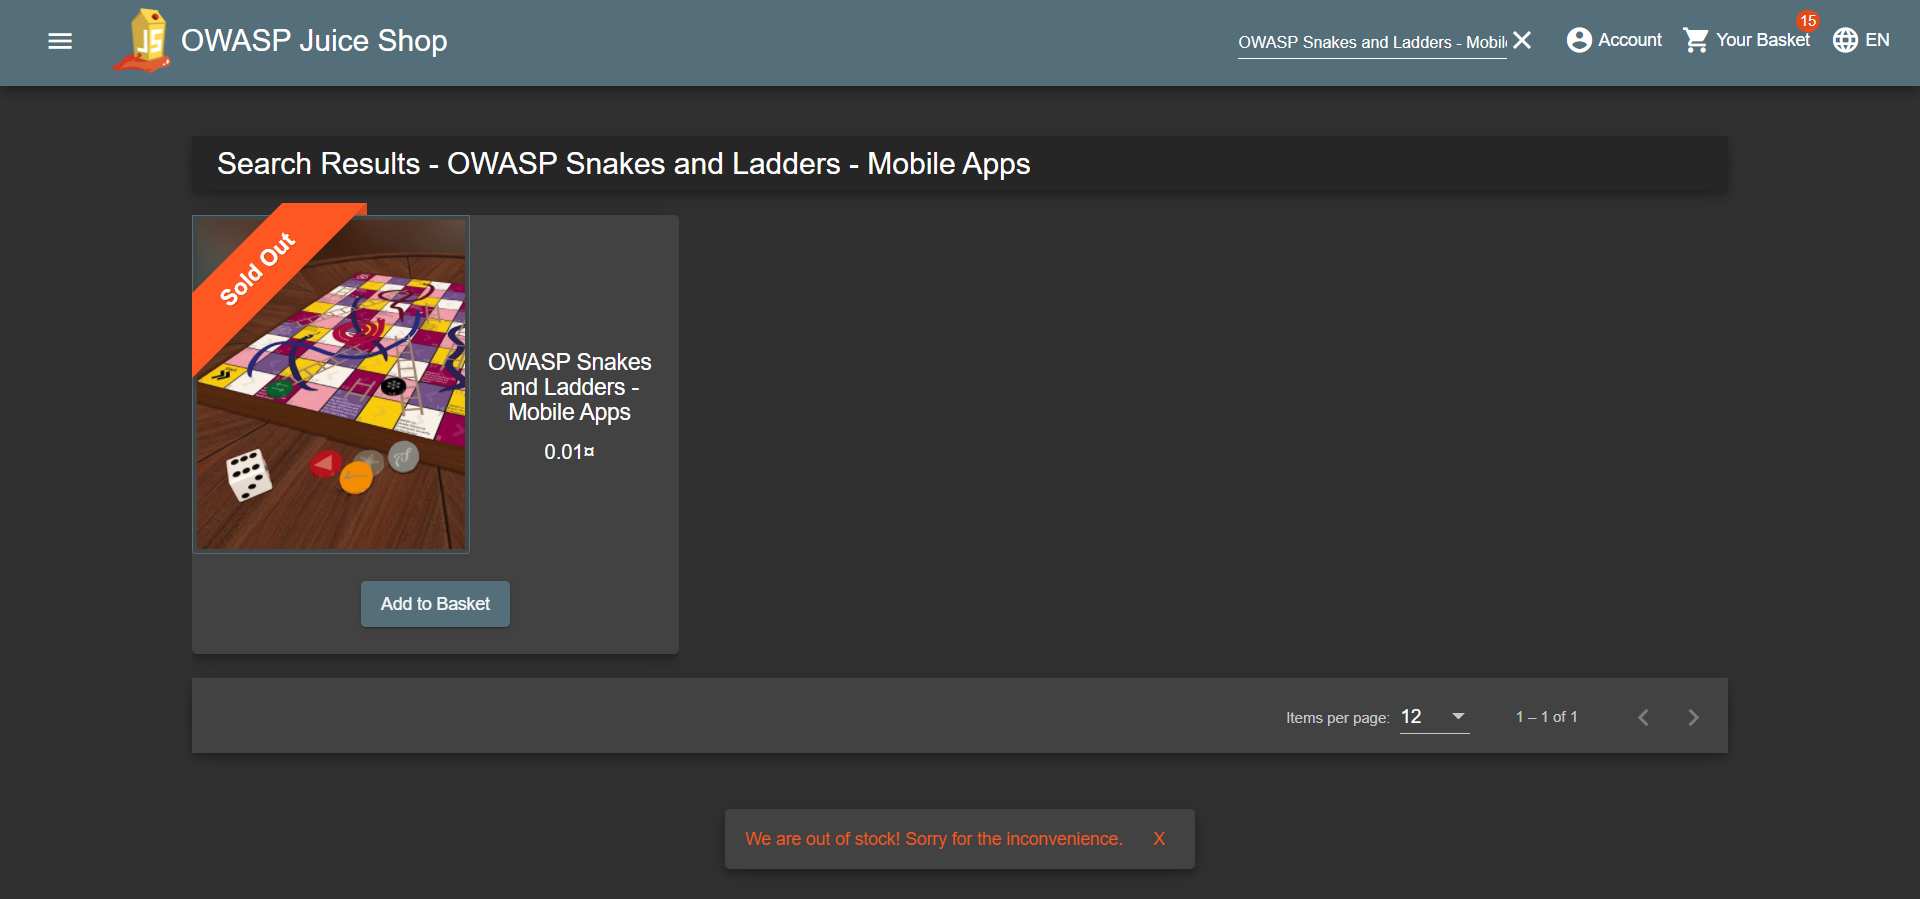 OWASP Juice Shop
OWASP Snakes and Ladders - Mobil
Account
15
Your Basket
EN
Search Results - OWASP Snakes and Ladders - Mobile Apps
Sold Out
OWASP Snakes
and Ladders -
Mobile Apps
0.01¤
Add to Basket
Items per page:
12
1 – 1 of 1
We are out of stock! Sorry for the inconvenience.
X